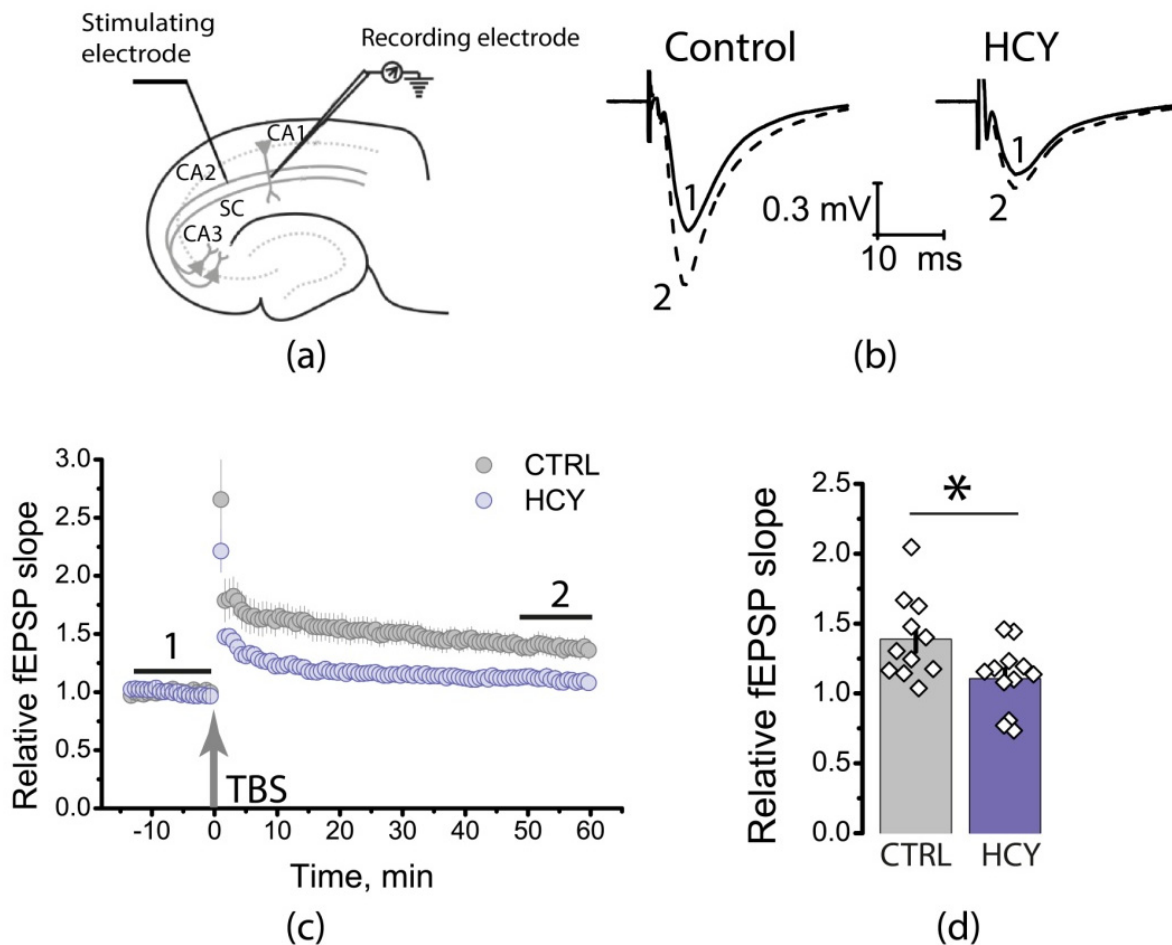 Stimulating
electrode
Recording electrode
CA1
CA2
SC
CA3
(a)
Control
HCY
1
2
1
2
0.3 mV
10 ms
(b)
Relative fEPSP slope
3.0
2.5
2.0
1.5
1.0
0.5
0.0
CTRL
HCY
1
2
TBS
-10 0 10 20 30 40 50 60
Time, min
(c)
Relative fEPSP slope
2.5
2.0
1.5
1.0
0.5
0.0
*
CTRL HCY
(d)